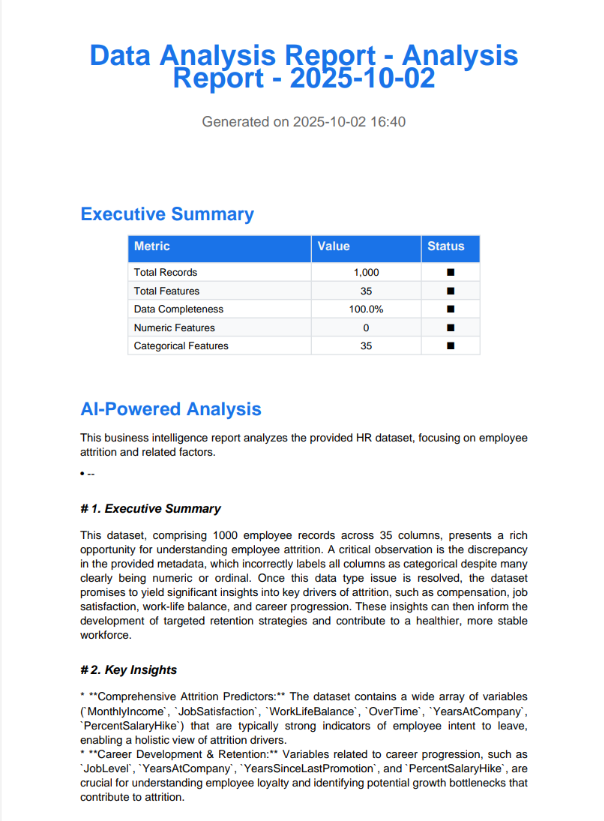 Data Analysis Report - Analysis
Report - 2025-10-02
Generated on 2025-10-02 16:40
Executive Summary
Metric Value Status
Total Records 1,000 ■
Total Features 35 ■
Data Completeness 100.0% ■
Numeric Features 0 ■
Categorical Features 35 ■
AI-Powered Analysis
This business intelligence report analyzes the provided HR dataset, focusing on employee
attrition and related factors.
• --
# 1. Executive Summary
This dataset, comprising 1000 employee records across 35 columns, presents a rich
opportunity for understanding employee attrition. A critical observation is the discrepancy
in the provided metadata, which incorrectly labels all columns as categorical despite many
clearly being numeric or ordinal. Once this data type issue is resolved, the dataset
promises to yield significant insights into key drivers of attrition, such as compensation, job
satisfaction, work-life balance, and career progression. These insights can then inform the
development of targeted retention strategies and contribute to a healthier, more stable
workforce.
# 2. Key Insights
* **Comprehensive Attrition Predictors:** The dataset contains a wide array of variables
(`MonthlyIncome`, `JobSatisfaction`, `WorkLifeBalance`, `OverTime`, `YearsAtCompany`,
`PercentSalaryHike`) that are typically strong indicators of employee intent to leave,
enabling a holistic view of attrition drivers.
* **Career Development & Retention:** Variables related to career progression, such as
`JobLevel`, `YearsAtCompany`, `YearsSinceLastPromotion`, and `PercentSalaryHike`, are
crucial for understanding employee loyalty and identifying potential growth bottlenecks that
contribute to attrition.